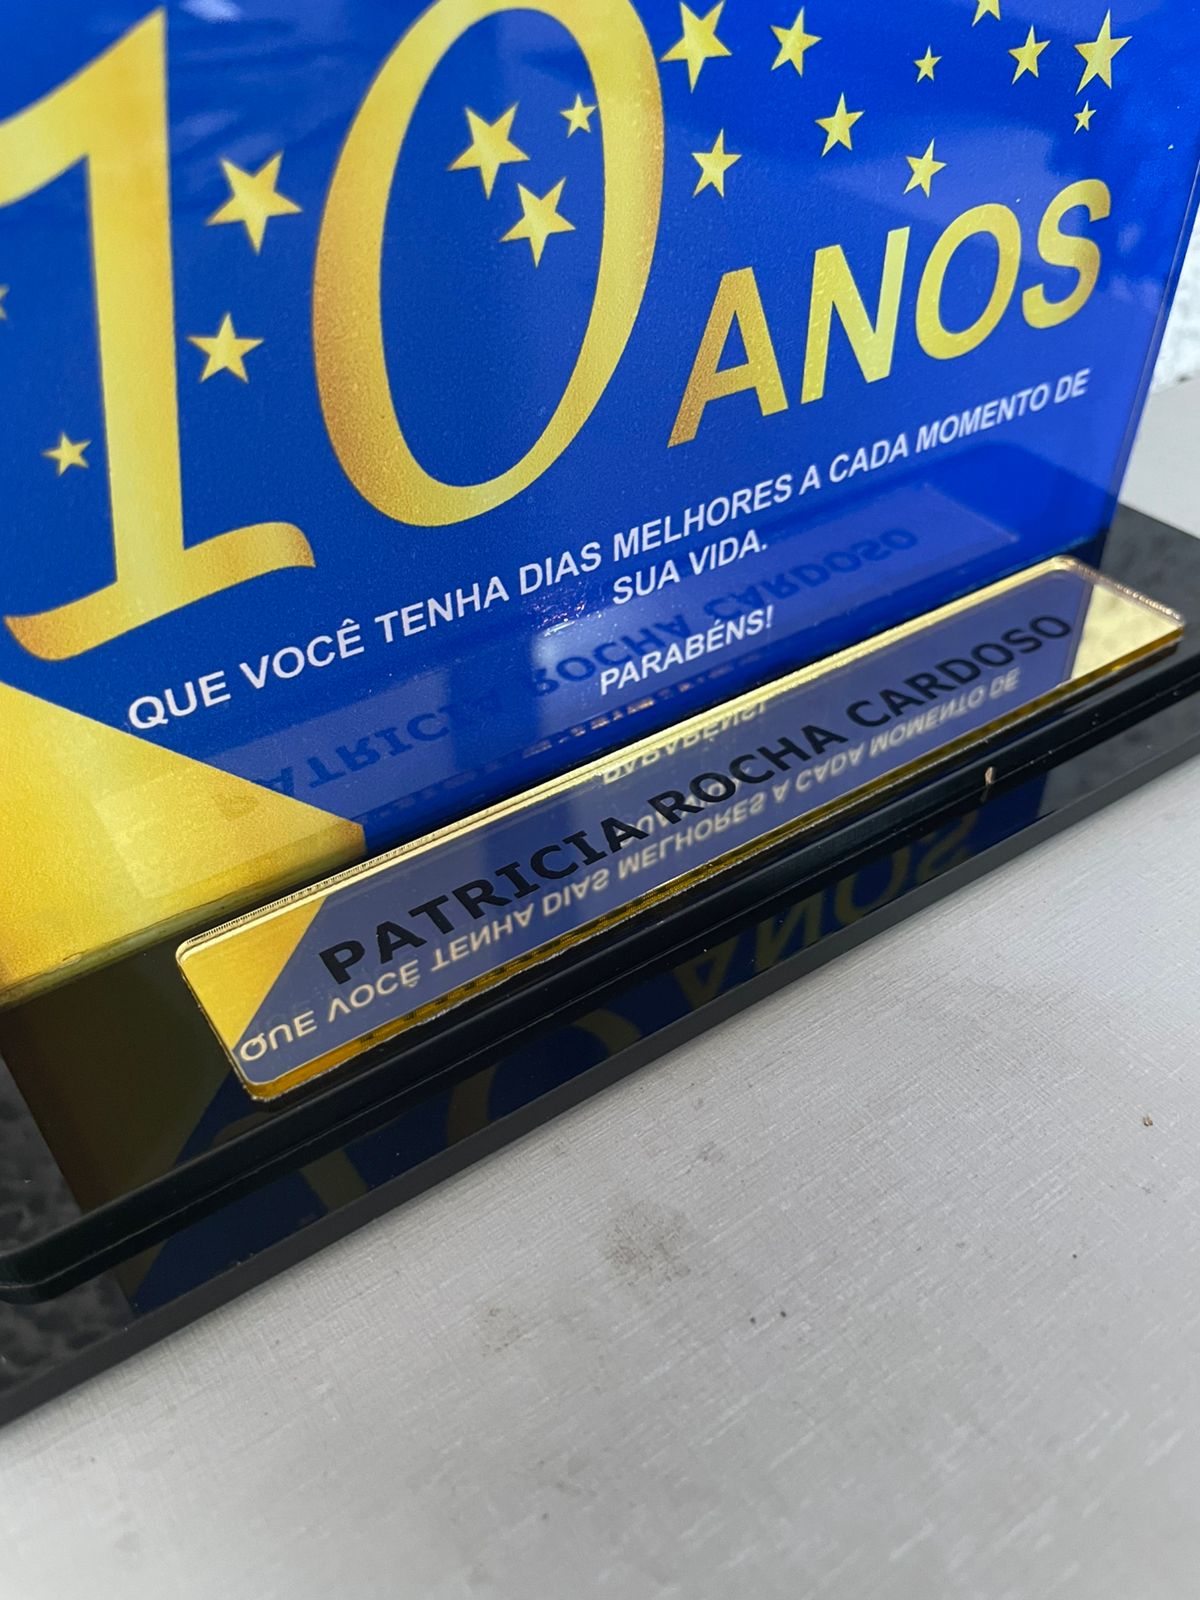 10 ANOS
QUE VOCÊ TENHA DIAS MELHORES A CADA MOMENTO DE
SUA VIDA.
PARABÉNS!
PATRICIA ROCHA CARDOSO